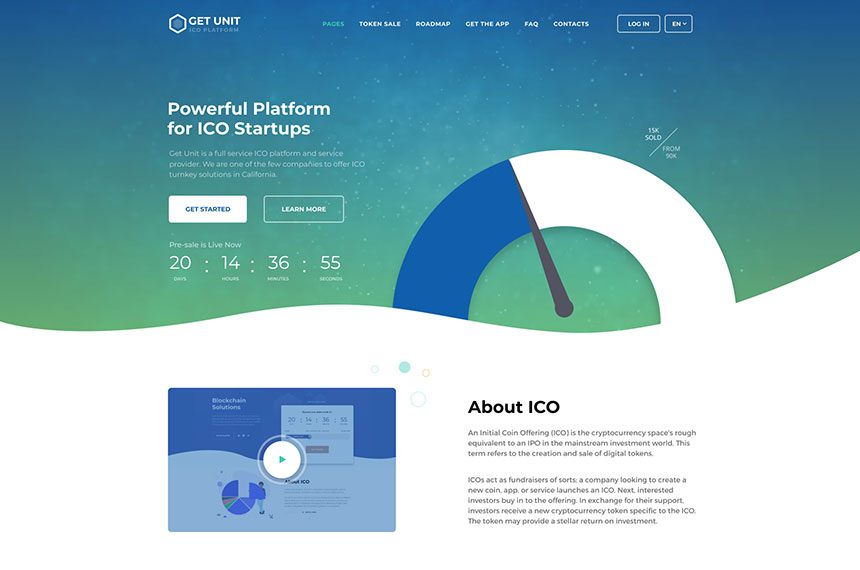 GET UNIT
ICO PLATFORM
PAGES TOKEN SALE ROADMAP GET THE APP FAQ CONTACTS
LOG IN
EN
Powerful Platform
for ICO Startups
Get Unit is a full service ICO platform and service
provider. We are one of the few companies to offer ICO
turnkey solutions in California.
GET STARTED
LEARN MORE
Pre-sale is Live Now
20 : 14 : 36 : 55
DAYS HOURS MINUTES SECONDS
15K
SOLD
FROM
90K
Blockchain
Solutions
20 14 36 55
About ICO
About ICO
An Initial Coin Offering (ICO) is the cryptocurrency space's rough
equivalent to an IPO in the mainstream investment world. This
term refers to the creation and sale of digital tokens.
ICOs act as fundraisers of sorts; a company looking to create a
new coin, app, or service launches an ICO. Next, interested
investors buy in to the offering. In exchange for their support,
investors receive a new cryptocurrency token specific to the ICO.
The token may provide a stellar return on investment.